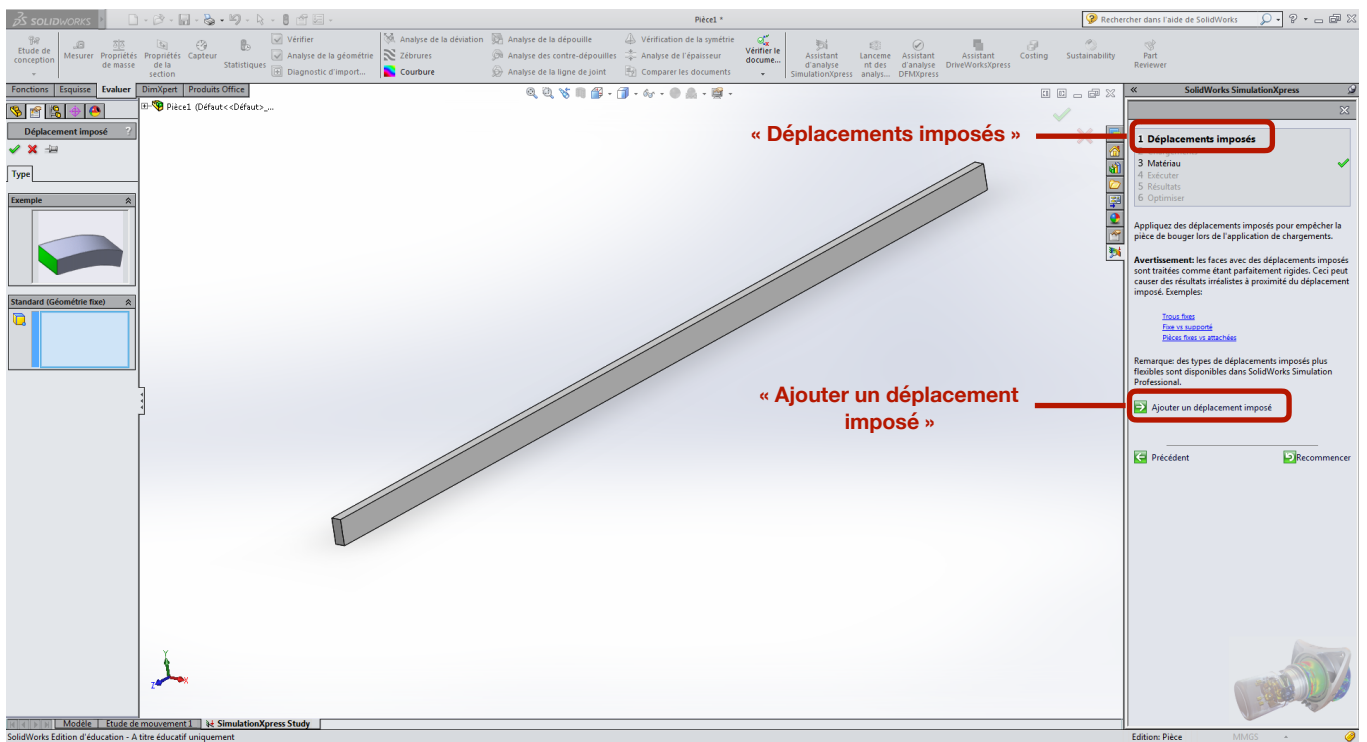 SOLIDWORKS
Pièce1 *
Rechercher dans l'aide de SolidWorks
Etude de conception
Mesurer
Propriétés de masse
Propriétés de la section
Capteur
Statistiques
Vérifier
Analyse de la géométrie
Diagnostic d'import...
Analyse de la déviation
Zébrures
Courbure
Analyse de la dépouille
Analyse des contre-dépouilles
Analyse de la ligne de joint
Vérification de la symétrie
Analyse de l'épaisseur
Comparer les documents
Vérifier le docume...
Assistant d'analyse SimulationXpress
Lanceme nt des analys...
Assistant d'analyse DFMXpress
Assistant DriveWorksXpress
Costing
Sustainability
Part Reviewer
Fonctions
Esquisse
Evaluer
DimXpert
Produits Office
Pièce1 (Défaut<<Défaut>_...
Déplacement imposé ?
Type
Exemple
Standard (Géométrie fixe)
« Déplacements imposés »
« Ajouter un déplacement
imposé »
Y
Z
X
SolidWorks SimulationXpress
1 Déplacements imposés
3 Matériau
4 Exécuter
5 Résultats
6 Optimiser
Appliquez des déplacements imposés pour empêcher la
pièce de bouger lors de l'application de chargements.
Avertissement: les faces avec des déplacements imposés
sont traitées comme étant parfaitement rigides. Ceci peut
causer des résultats irréalistes à proximité du déplacement
imposé. Exemples:
Trous fixes
Fixe vs supporté
Pièces fixes vs attachées
Remarque: des types de déplacements imposés plus
flexibles sont disponibles dans SolidWorks Simulation
Professional.
Ajouter un déplacement imposé
Précédent
Recommencer
Modèle
Etude de mouvement 1
SimulationXpress Study
SolidWorks Edition d'éducation - A titre éducatif uniquement
Edition: Pièce
MMGS